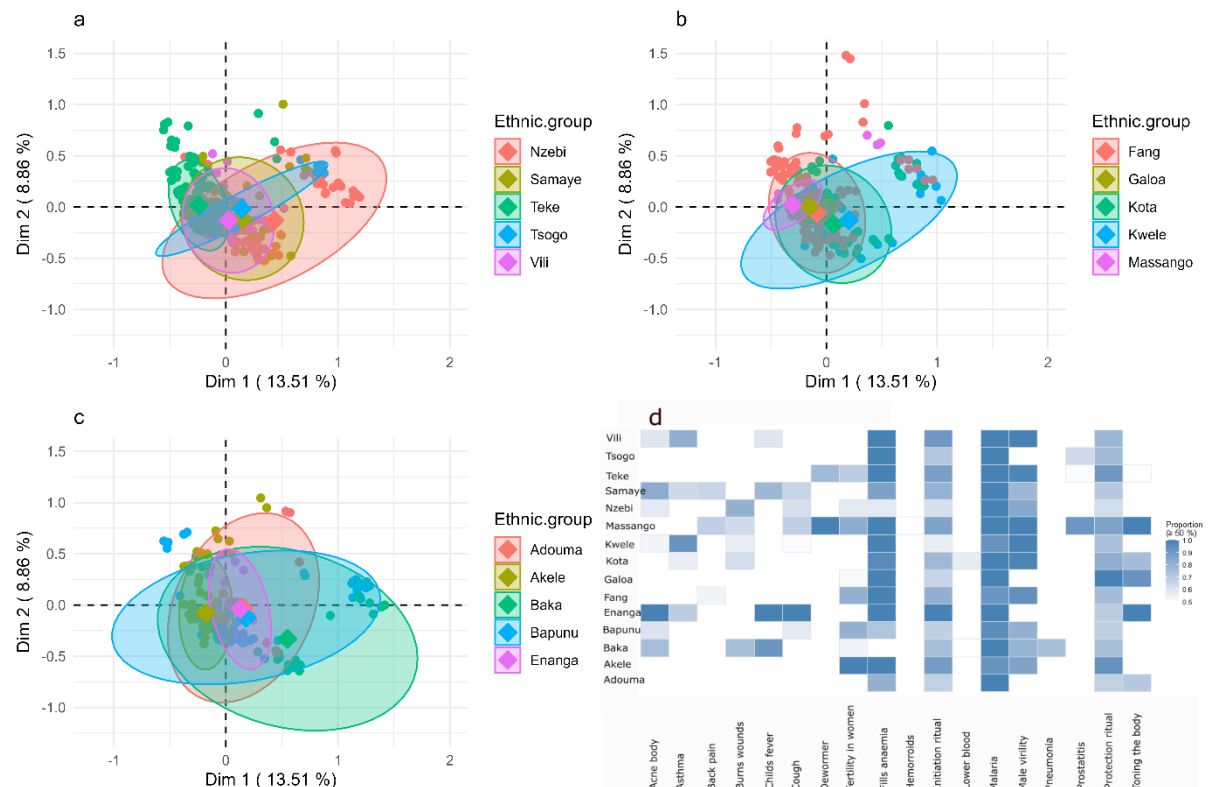 a
1.5
1.0
0.5
0.0
-0.5
-1.0
-1
0
1
2
Dim 2 ( 8.86 %)
Dim 1 ( 13.51 %)
Ethnic.group
Nzebi
Samaye
Teke
Tsogo
Vili
b
1.5
1.0
0.5
0.0
-0.5
-1.0
-1
0
1
2
Dim 2 ( 8.86 %)
Dim 1 ( 13.51 %)
Ethnic.group
Fang
Galoa
Kota
Kwele
Massango
c
1.5
1.0
0.5
0.0
-0.5
-1.0
-1
0
1
2
Dim 2 ( 8.86 %)
Dim 1 ( 13.51 %)
Ethnic.group
Adouma
Akele
Baka
Bapunu
Enanga
d
Vili
Tsogo
Teke
Samaye
Nzebi
Massango
Kwele
Kota
Galoa
Fang
Enanga
Bapunu
Baka
Akele
Adouma
Acne body
Asthma
Back pain
Burns wounds
Childs fever
Cough
Dewormer
Fertility in women
Fills anaemia
Hemorroids
Initiation ritual
Lower blood
Malaria
Male virility
Pneumonia
Prostatitis
Protection ritual
Toning the body
Proportion
(≥ 50 %)
1.0
0.9
0.8
0.7
0.6
0.5